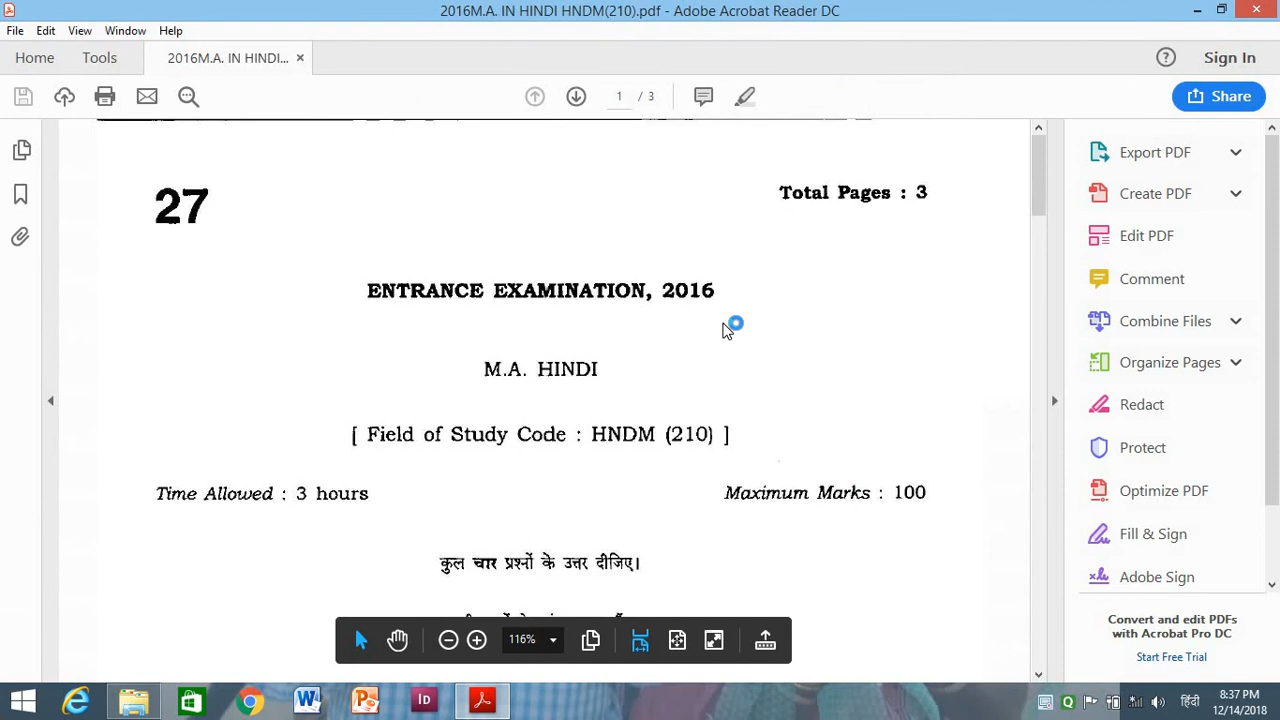 2016M.A. IN HINDI HNDM(210).pdf - Adobe Acrobat Reader DC
File Edit View Window Help
Home Tools 2016M.A. IN HINDI... × Sign In
1 / 3 Share
27
Total Pages : 3
ENTRANCE EXAMINATION, 2016
M.A. HINDI
[ Field of Study Code : HNDM (210) ]
Time Allowed : 3 hours
Maximum Marks : 100
कुल चार प्रश्नों के उत्तर दीजिए।
116%
Export PDF
Create PDF
Edit PDF
Comment
Combine Files
Organize Pages
Redact
Protect
Optimize PDF
Fill & Sign
Adobe Sign
Convert and edit PDFs
with Acrobat Pro DC
Start Free Trial
हिंदी
8:37 PM
12/14/2018